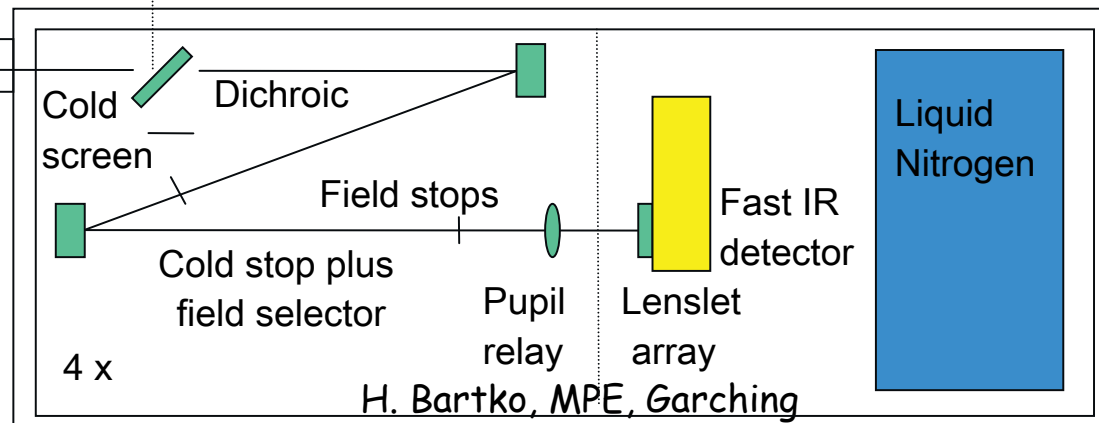 Dichroic
Cold
screen
Field stops
Cold stop plus
field selector
Pupil
relay
Lenslet
array
Fast IR
detector
Liquid
Nitrogen
4 x
H. Bartko, MPE, Garching